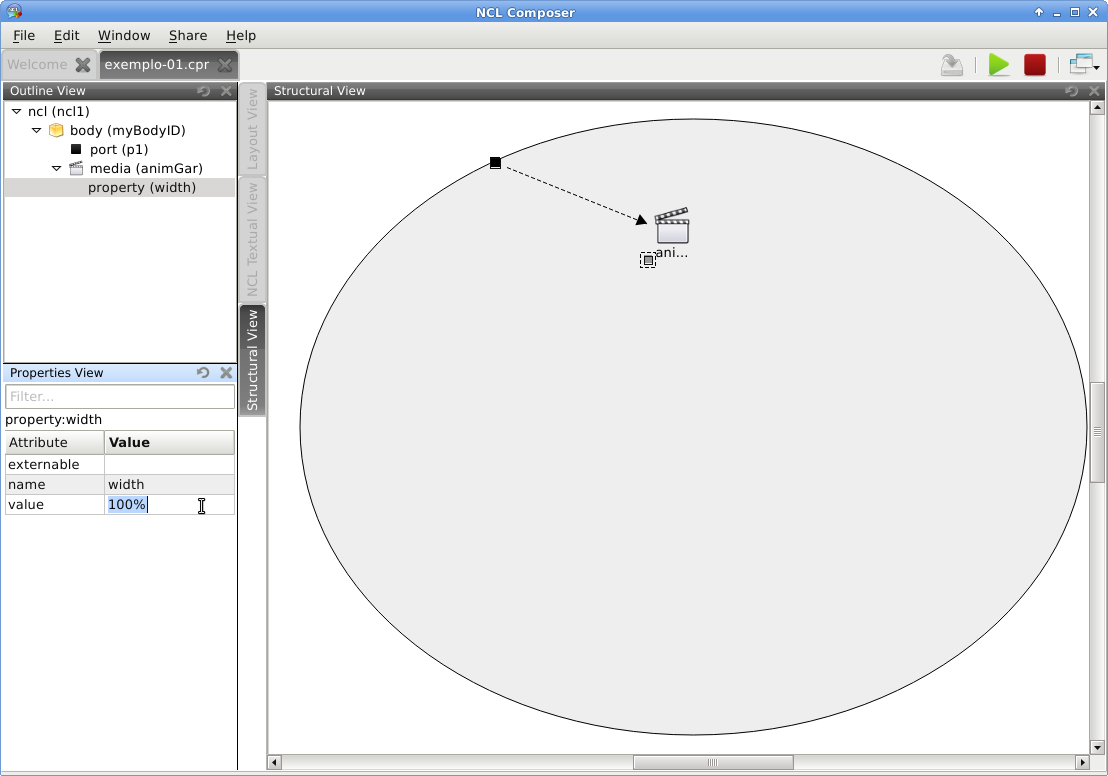 NCL Composer
File Edit Window Share Help
Welcome exemplo-01.cpr
Outline View
ncl (ncl1)
body (myBodyID)
port (p1)
media (animGar)
property (width)
Properties View
Filter...
property:width
Attribute Value
externable
name width
value 100%
Layout View
NCL Textual View
Structural View
Structural View
ani...